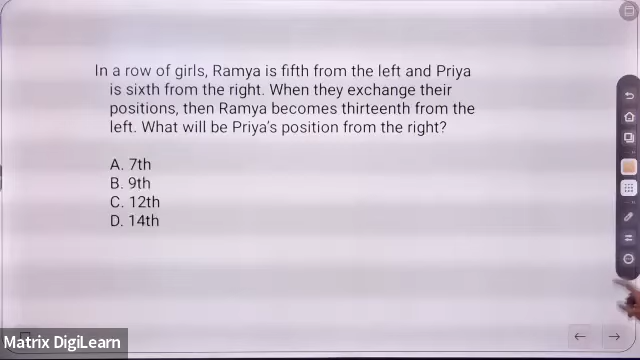 In a row of girls, Ramya is fifth from the left and Priya
is sixth from the right. When they exchange their
positions, then Ramya becomes thirteenth from the
left. What will be Priya's position from the right?
A. 7th
B. 9th
C. 12th
D. 14th
Matrix DigiLearn